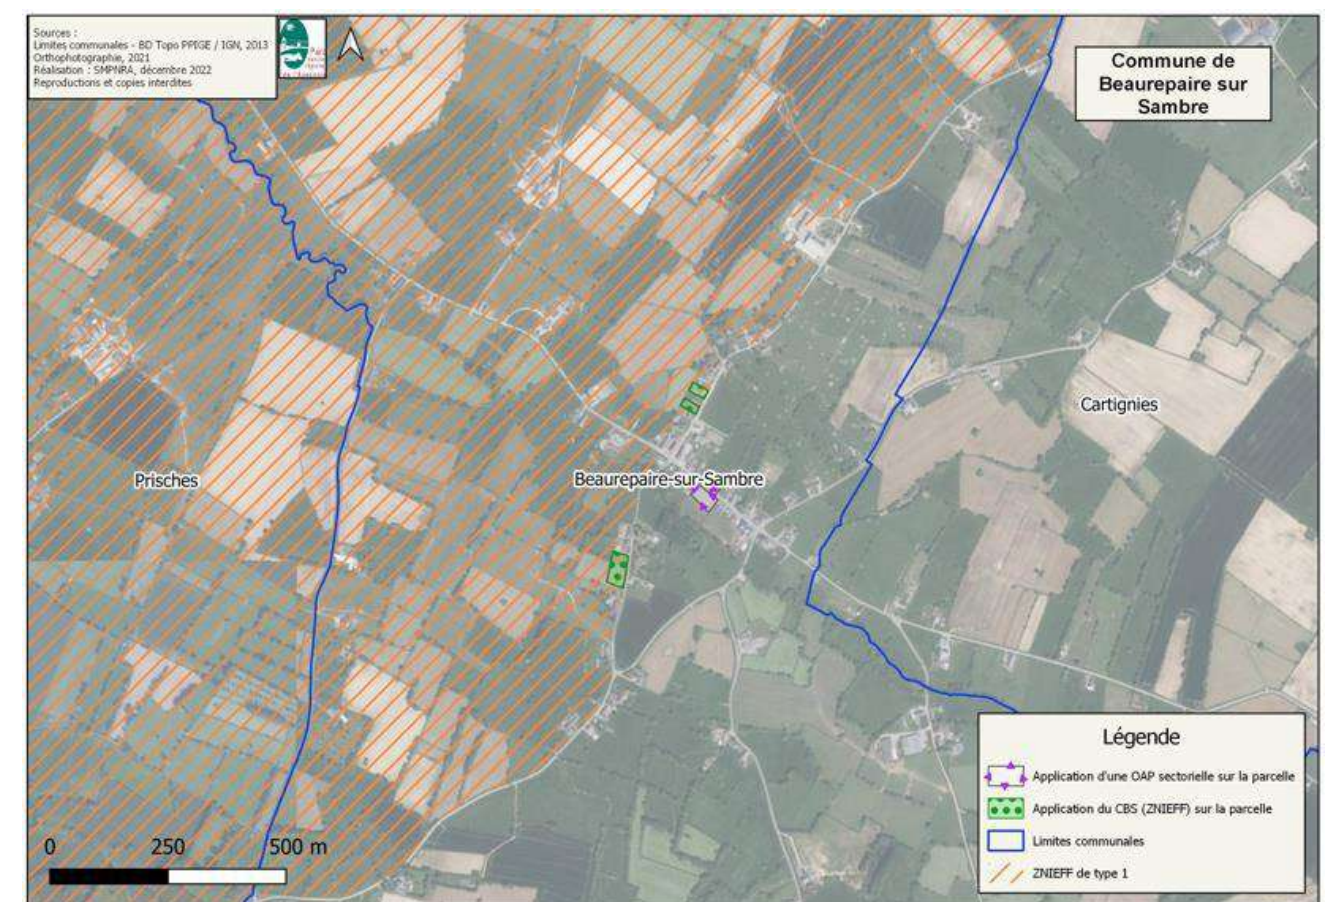 Sources :
Limites communales - BD Topo PPIGE / IGN, 2013
Orthophotographie, 2021
Réalisation : SMPNRA, décembre 2022
Reproductions et copies interdites
Parc
Commune de
Beaurepaire sur
Sambre
Cartignies
Prisches
Beaurepaire-sur-Sambre
Légende
Application d'une OAP sectorielle sur la parcelle
Application du CBS (ZNIEFF) sur la parcelle
Limites communales
ZNIEFF de type 1
0 250 500 m